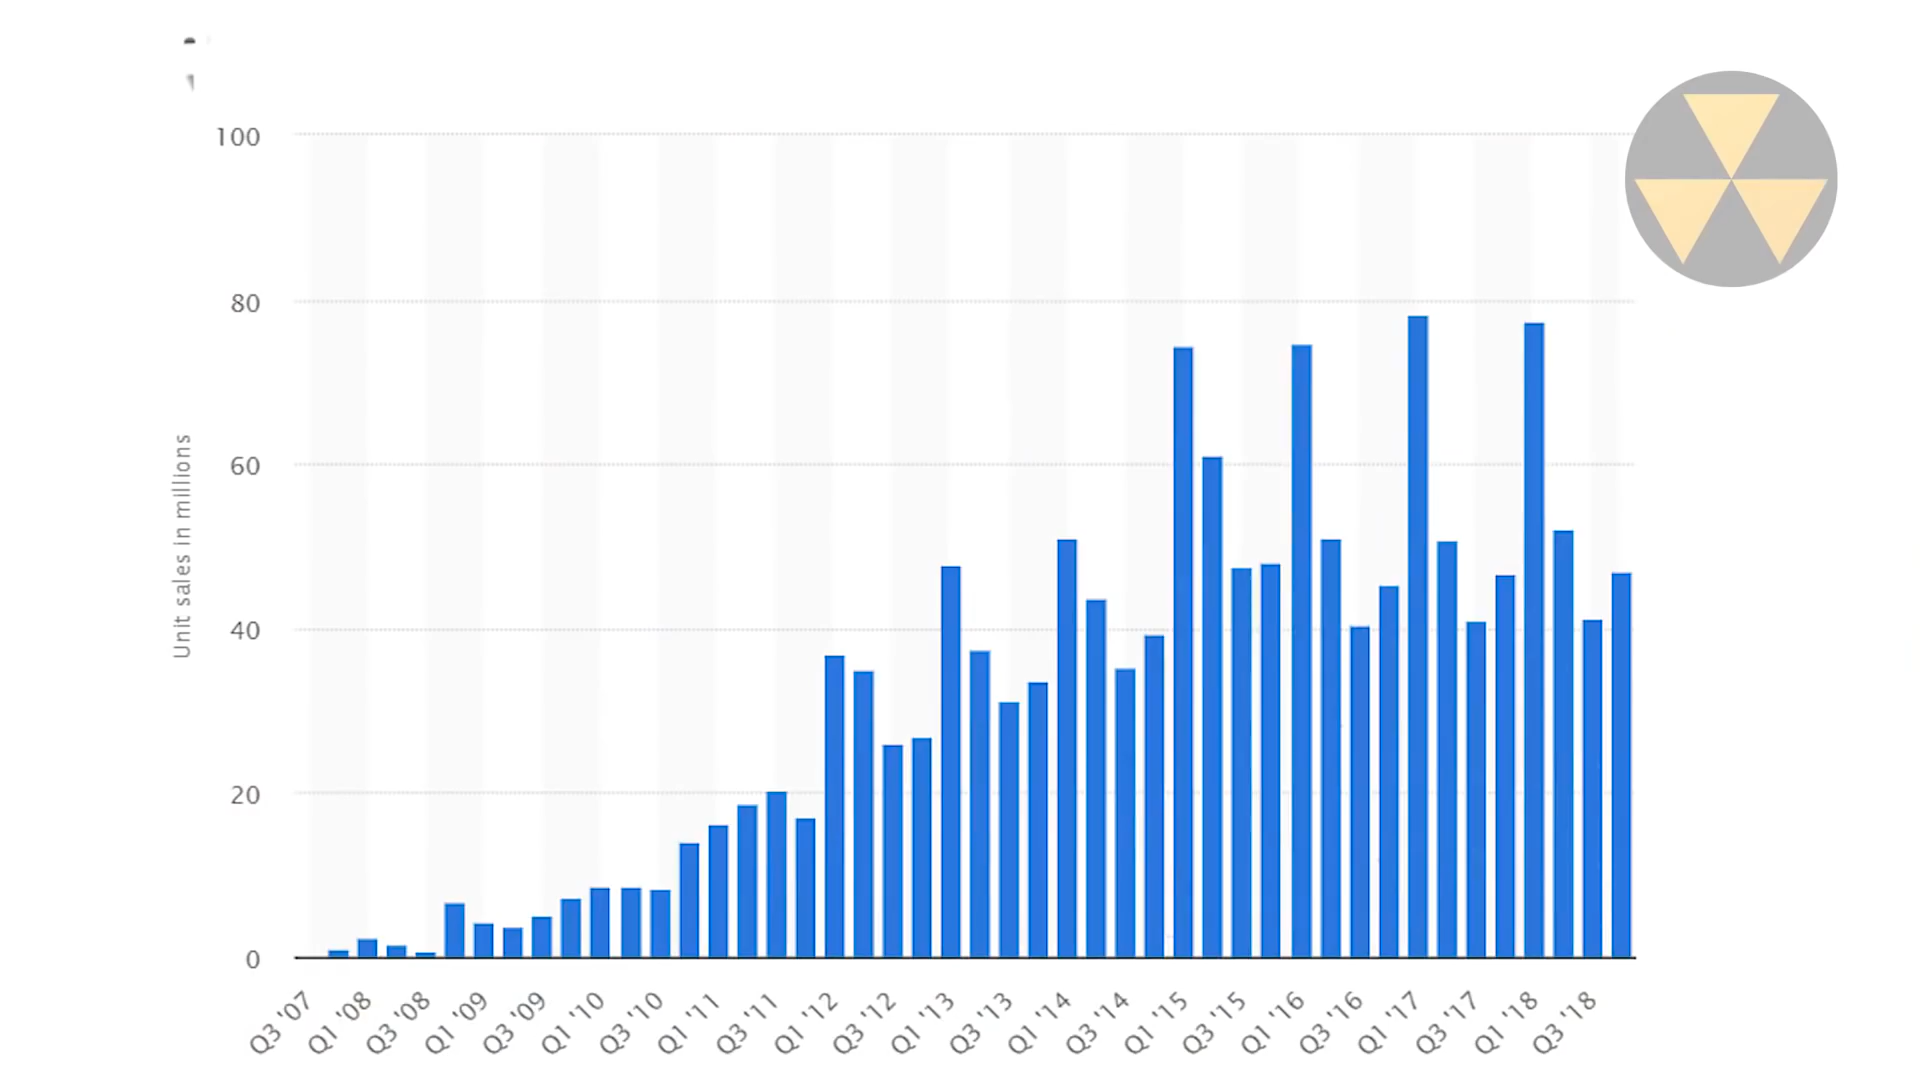 100
80
60
40
20
0
Unit sales in millions
Q3 '07
Q1 '08
Q3 '08
Q1 '09
Q3 '09
Q1 '10
Q3 '10
Q1 '11
Q3 '11
Q1 '12
Q3 '12
Q1 '13
Q3 '13
Q1 '14
Q3 '14
Q1 '15
Q3 '15
Q1 '16
Q3 '16
Q1 '17
Q3 '17
Q1 '18
Q3 '18